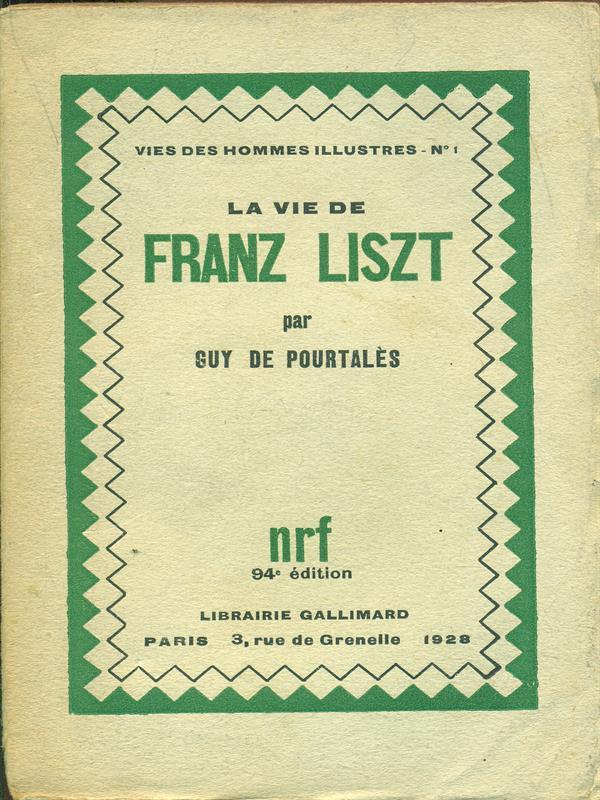 VIES DES HOMMES ILLUSTRES - N° 1
LA VIE DE
FRANZ LISZT
par
GUY DE POURTALÈS
nrf
94e édition
LIBRAIRIE GALLIMARD
PARIS 3, rue de Grenelle 1928